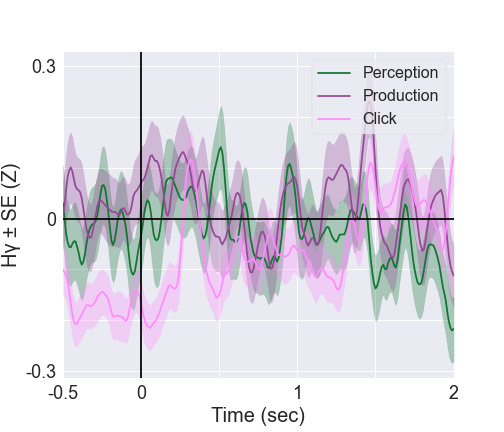 Perception
Production
Click
0.3
0
-0.3
Hγ ± SE (Z)
-0.5
0
1
2
Time (sec)